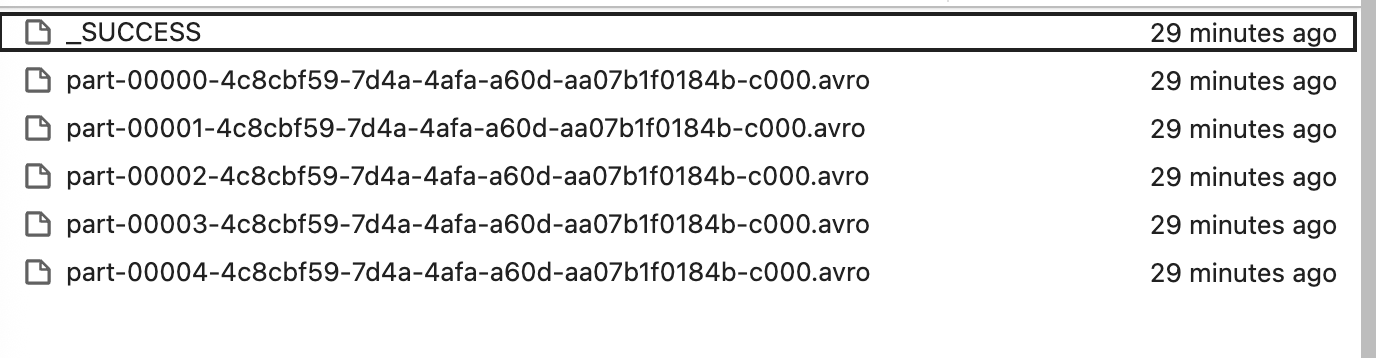 _SUCCESS 29 minutes ago
part-00000-4c8cbf59-7d4a-4afa-a60d-aa07b1f0184b-c000.avro 29 minutes ago
part-00001-4c8cbf59-7d4a-4afa-a60d-aa07b1f0184b-c000.avro 29 minutes ago
part-00002-4c8cbf59-7d4a-4afa-a60d-aa07b1f0184b-c000.avro 29 minutes ago
part-00003-4c8cbf59-7d4a-4afa-a60d-aa07b1f0184b-c000.avro 29 minutes ago
part-00004-4c8cbf59-7d4a-4afa-a60d-aa07b1f0184b-c000.avro 29 minutes ago